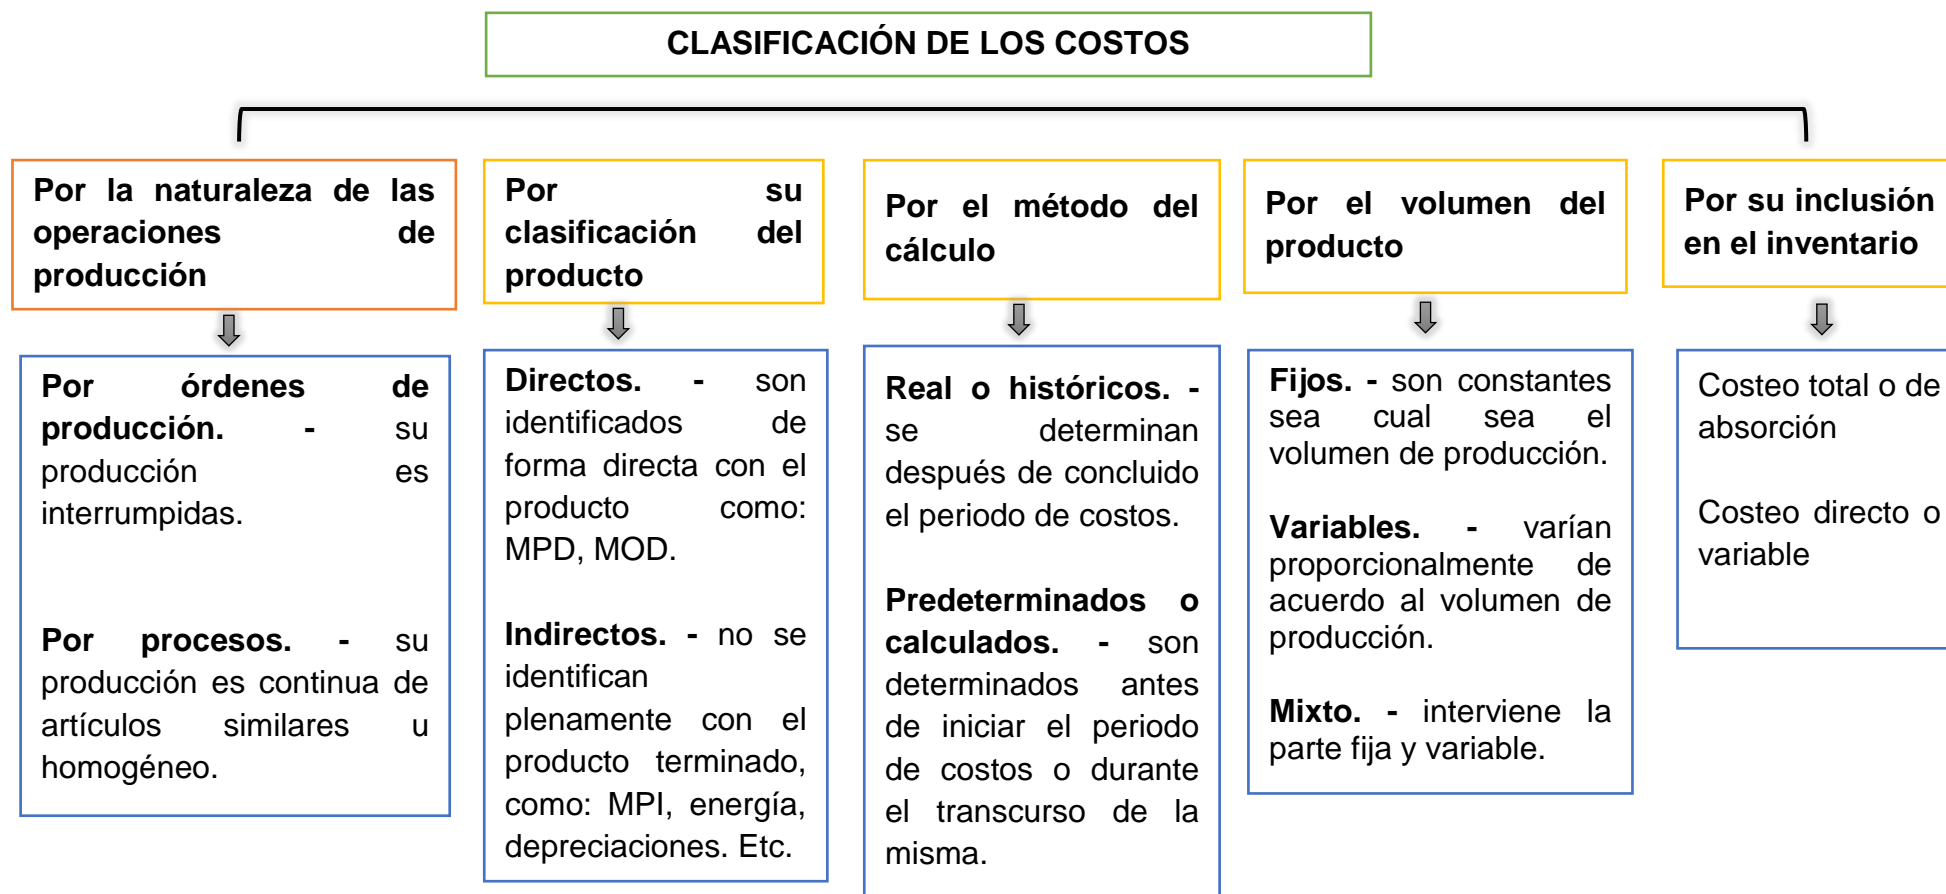 CLASIFICACIÓN DE LOS COSTOS
Por la naturaleza de las
operaciones de
producción
Por su
clasificación del
producto
Por el método del
cálculo
Por el volumen del
producto
Por su inclusión
en el inventario
Por órdenes de
producción. - su
producción es
interrumpidas.
Por procesos. - su
producción es continua de
artículos similares u
homogéneo.
Directos. - son
identificados de
forma directa con el
producto como:
MPD, MOD.
Indirectos. - no se
identifican
plenamente con el
producto terminado,
como: MPI, energía,
depreciaciones. Etc.
Real o históricos. -
se determinan
después de concluido
el periodo de costos.
Predeterminados o
calculados. - son
determinados antes
de iniciar el periodo
de costos o durante
el transcurso de la
misma.
Fijos. - son constantes
sea cual sea el
volumen de producción.
Variables. - varían
proporcionalmente de
acuerdo al volumen de
producción.
Mixto. - interviene la
parte fija y variable.
Costeo total o de
absorción
Costeo directo o
variable